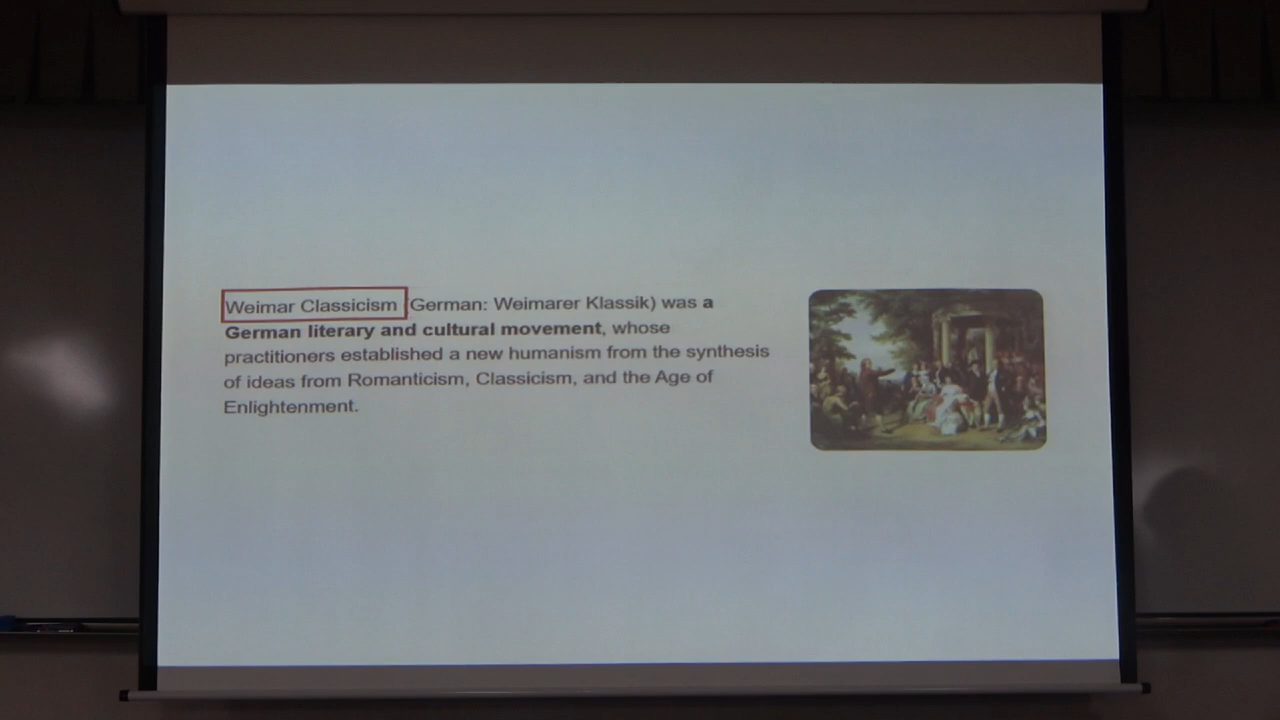 Weimar Classicism (German: Weimarer Klassik) was a
German literary and cultural movement, whose
practitioners established a new humanism from the synthesis
of ideas from Romanticism, Classicism, and the Age of
Enlightenment.